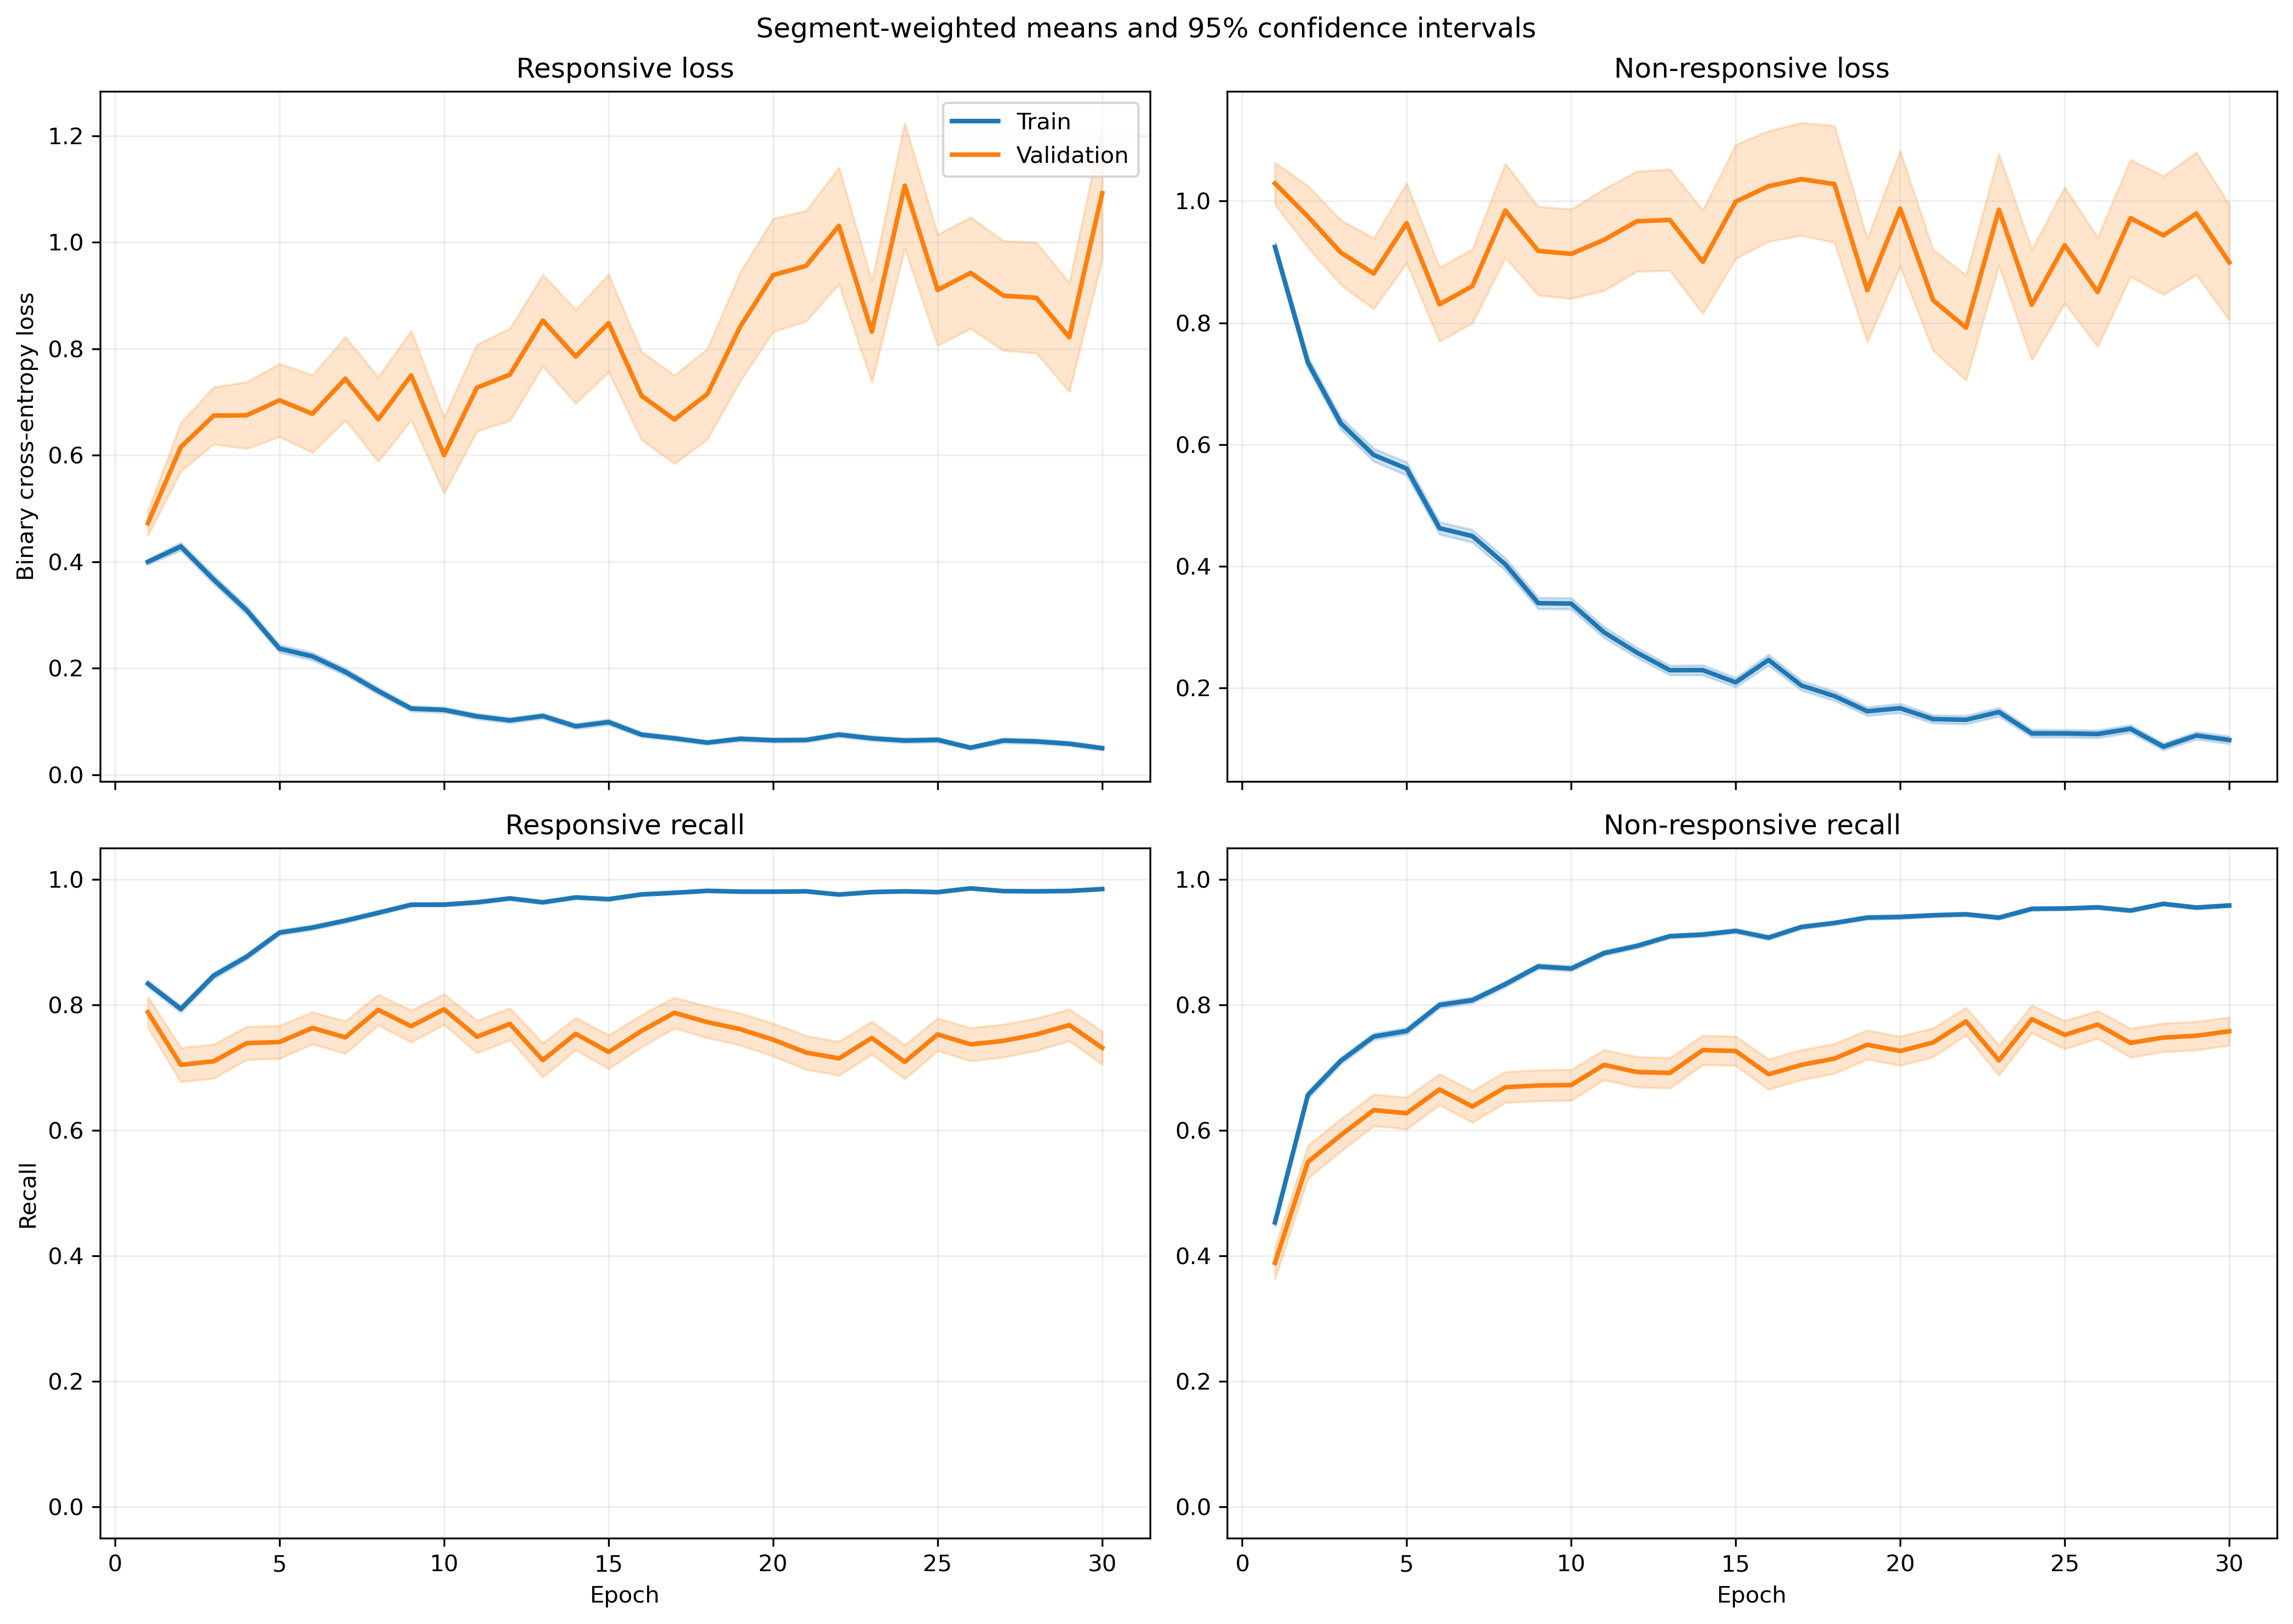 Segment-weighted means and 95% confidence intervals
Responsive loss
Non-responsive loss
Binary cross-entropy loss
1.2
1.0
0.8
0.6
0.4
0.2
0.0
Train
Validation
1.0
0.8
0.6
0.4
0.2
Responsive recall
Non-responsive recall
Recall
1.0
0.8
0.6
0.4
0.2
0.0
0 5 10 15 20 25 30
Epoch
1.0
0.8
0.6
0.4
0.2
0.0
0 5 10 15 20 25 30
Epoch